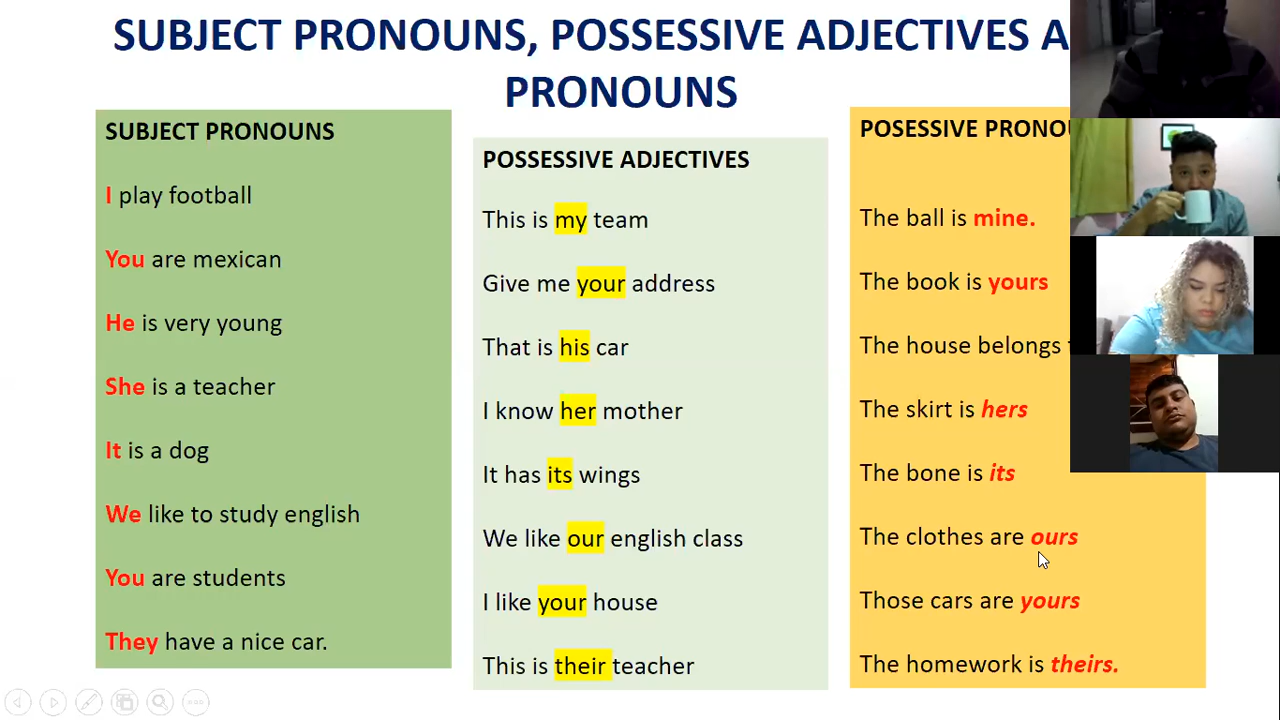 SUBJECT PRONOUNS, POSSESSIVE ADJECTIVES A
PRONOUNS
SUBJECT PRONOUNS
I play football
You are mexican
He is very young
She is a teacher
It is a dog
We like to study english
You are students
They have a nice car.
POSSESSIVE ADJECTIVES
This is my team
Give me your address
That is his car
I know her mother
It has its wings
We like our english class
I like your house
This is their teacher
POSESSIVE PRONOU
The ball is mine.
The book is yours
The house belongs
The skirt is hers
The bone is its
The clothes are ours
Those cars are yours
The homework is theirs.